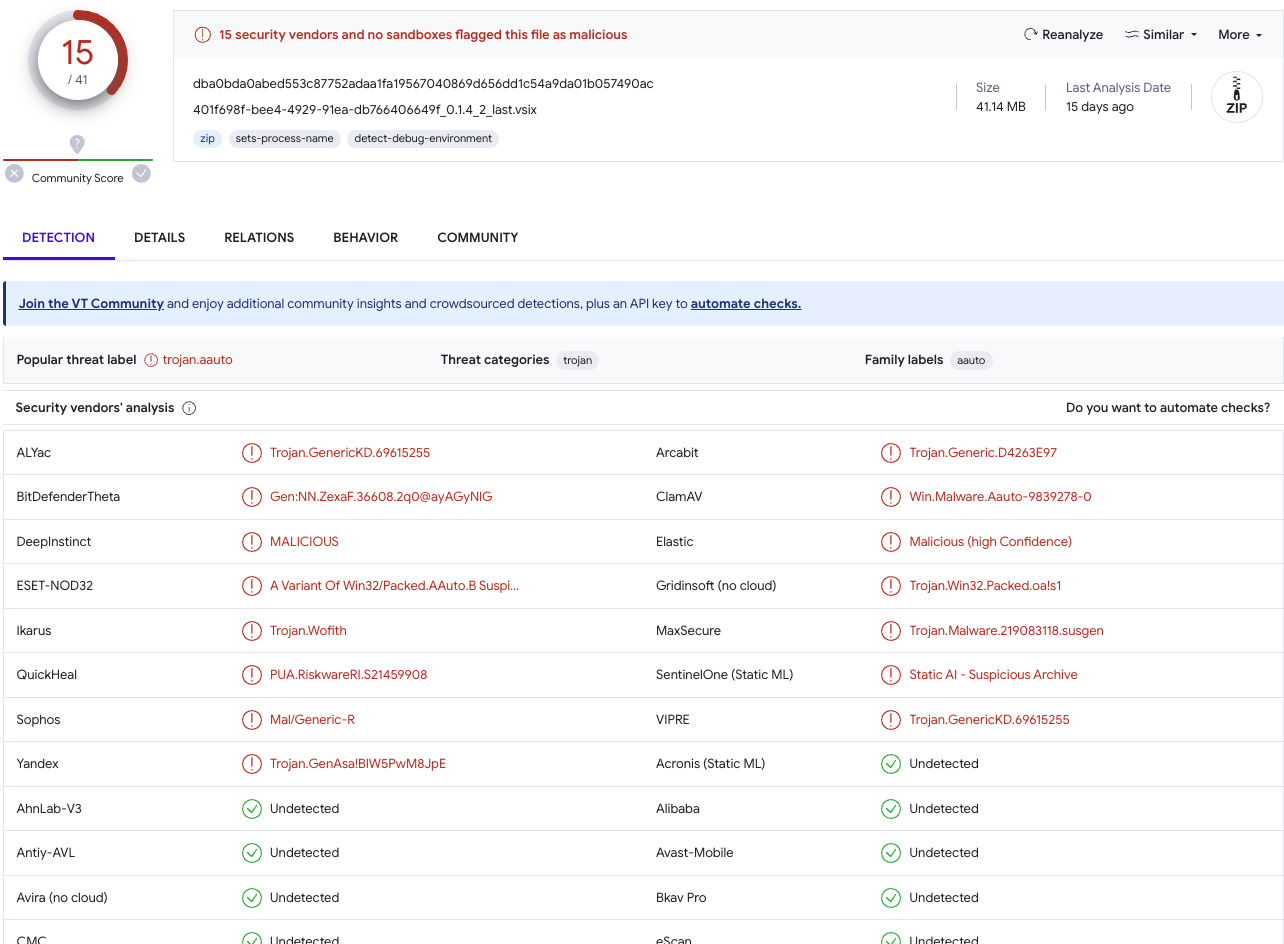 15
/ 41
?
Community Score
15 security vendors and no sandboxes flagged this file as malicious
Reanalyze Similar More
dba0bda0abed553c87752adaa1fa19567040869d656dd1c54a9da01b057490ac
401f698f-bee4-4929-91ea-db766406649f_0.1.4_2_last.vsix
zip sets-process-name detect-debug-environment
Size
41.14 MB
Last Analysis Date
15 days ago
ZIP
DETECTION DETAILS RELATIONS BEHAVIOR COMMUNITY
Join the VT Community and enjoy additional community insights and crowdsourced detections, plus an API key to automate checks.
Popular threat label trojan.aauto Threat categories trojan Family labels aauto
Security vendors' analysis Do you want to automate checks?
ALYac Trojan.GenericKD.69615255 Arcabit Trojan.Generic.D4263E97
BitDefenderTheta Gen:NN.ZexaF.36608.2q0@ayAGyNIG ClamAV Win.Malware.Aauto-9839278-0
DeepInstinct MALICIOUS Elastic Malicious (high Confidence)
ESET-NOD32 A Variant Of Win32/Packed.AAuto.B Suspi... Gridinsoft (no cloud) Trojan.Win32.Packed.oa!s1
Ikarus Trojan.Wofith MaxSecure Trojan.Malware.219083118.susgen
QuickHeal PUA.RiskwareRI.S21459908 SentinelOne (Static ML) Static AI - Suspicious Archive
Sophos Mal/Generic-R VIPRE Trojan.GenericKD.69615255
Yandex Trojan.GenAsa!BIW5PwM8JpE Acronis (Static ML) Undetected
AhnLab-V3 Undetected Alibaba Undetected
Antiy-AVL Undetected Avast-Mobile Undetected
Avira (no cloud) Undetected Bkav Pro Undetected
CMC Undetected eScan Undetected